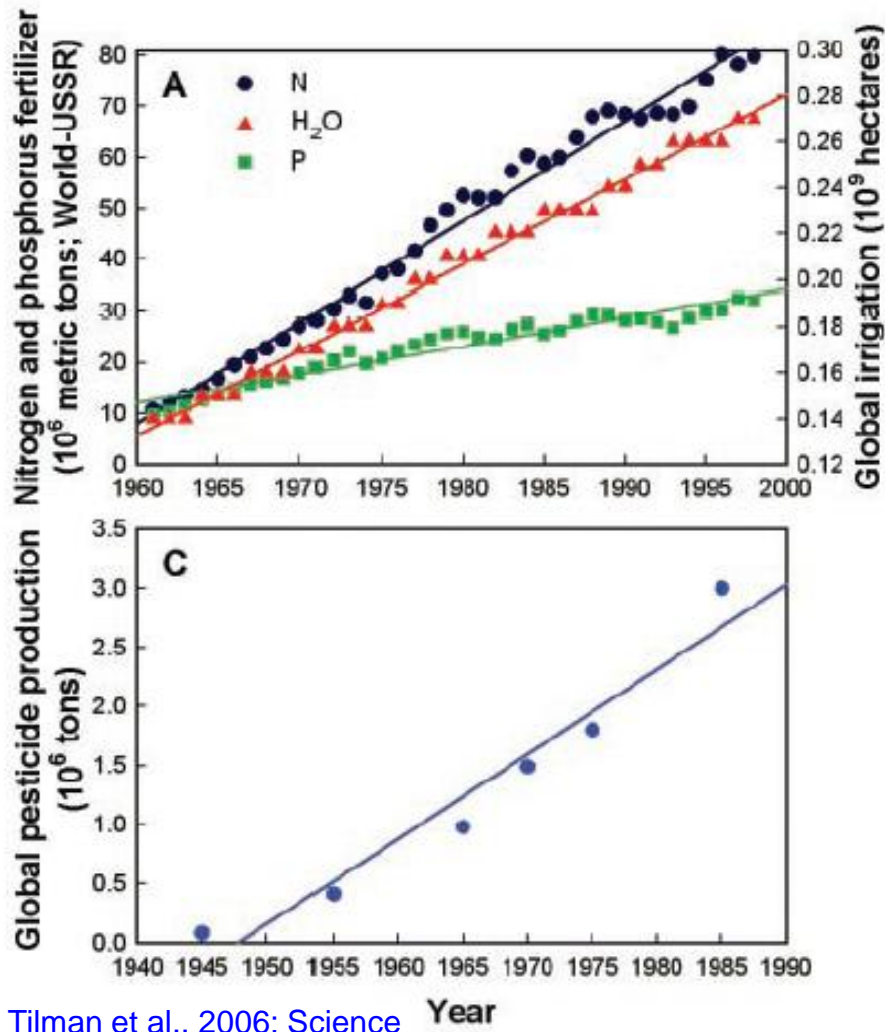 Nitrogen and phosphorus fertilizer
(10⁶ metric tons; World-USSR)
80
70
60
50
40
30
20
10
0
A
N
H₂O
P
0.30
0.28
0.26
0.24
0.22
0.20
0.18
0.16
0.14
0.12
Global irrigation (10⁹ hectares)
1960 1965 1970 1975 1980 1985 1990 1995 2000
Global pesticide production
(10⁶ tons)
3.5
3.0
2.5
2.0
1.5
1.0
0.5
0.0
C
1940 1945 1950 1955 1960 1965 1970 1975 1980 1985 1990
Year
Tilman et al., 2006; Science